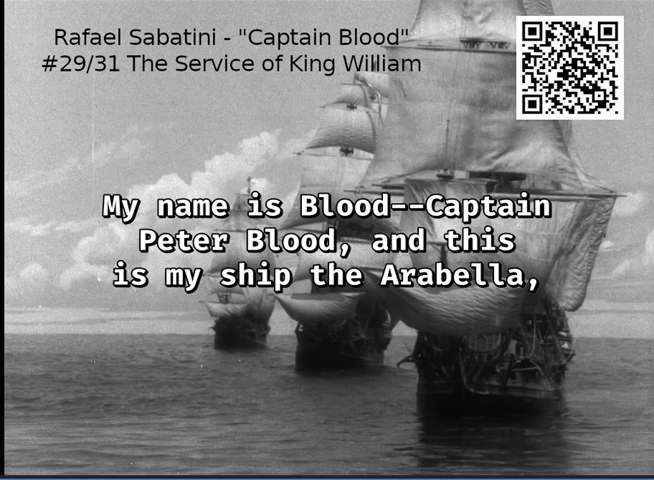 Rafael Sabatini - "Captain Blood"
#29/31 The Service of King William
My name is Blood--Captain
Peter Blood, and this
is my ship the Arabella,